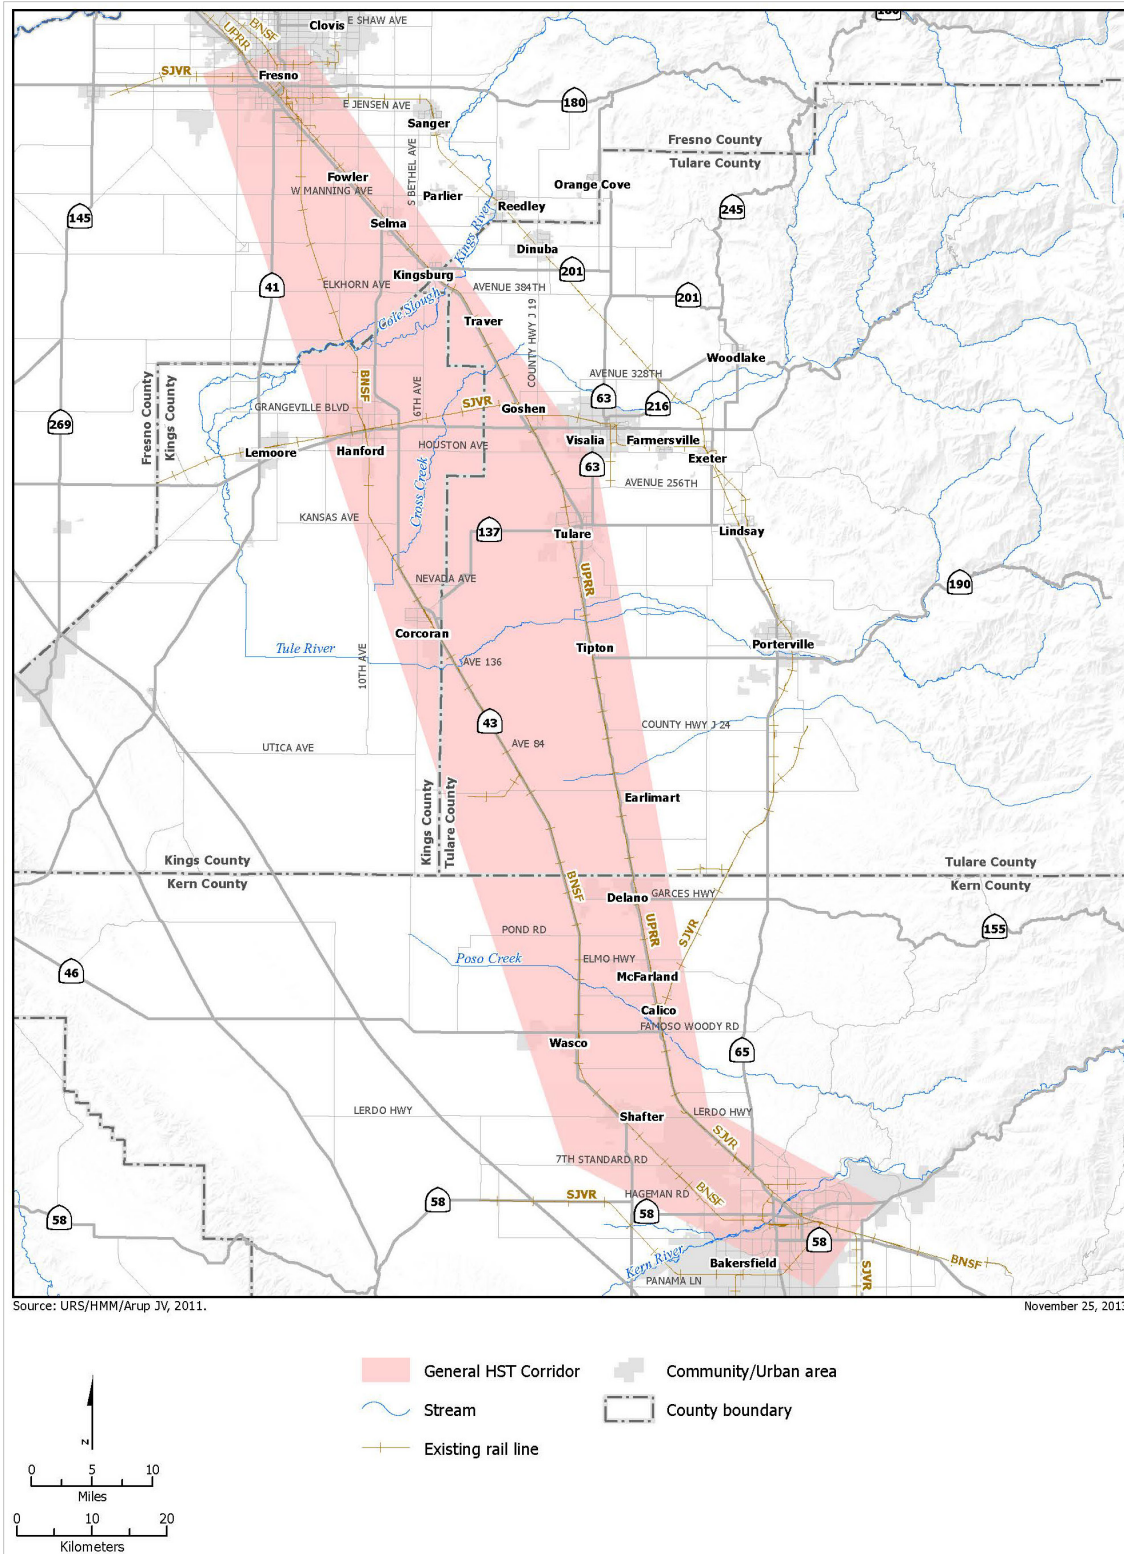 Clovis
E SHAW AVE
180
BNSF
UPRR
SJVR
Fresno
E JENSEN AVE
180
Sanger
Fresno County
Tulare County
S BETHEL AVE
Fowler
W MANNING AVE
Parlier
Orange Cove
Reedley
145
Selma
245
Kings River
Dinuba
Kingsburg
201
41
ELKHORN AVE
AVENUE 384TH
201
Cole Slough
COUNTY HWY J 19
Traver
Woodlake
BNSF
6TH AVE
AVENUE 328TH
Fresno County
Kings County
63
216
SJVR
GRANGEVILLE BLVD
Goshen
269
Visalia
Farmersville
Lemoore
Hanford
HOUSTON AVE
Exeter
63
Cross Creek
AVENUE 256TH
KANSAS AVE
137
Tulare
Lindsay
NEVADA AVE
UPRR
190
Corcoran
Tule River
Tipton
Porterville
10TH AVE
AVE 136
43
COUNTY HWY J 24
UTICA AVE
AVE 84
Earlimart
Kings County
Tulare County
Kings County
Kern County
Tulare County
Kern County
BNSF
Delano
GARCES HWY
UPRR
SJVR
155
POND RD
Poso Creek
ELMO HWY
46
McFarland
Calico
FAMOSO WOODY RD
Wasco
65
LERDO HWY
Shafter
LERDO HWY
SJVR
7TH STANDARD RD
SJVR
HAGEMAN RD
BNSF
58
58
58
58
Kern River
Bakersfield
BNSF
SJVR
PANAMA LN
Source: URS/HMM/Arup JV, 2011.
November 25, 2013
General HST Corridor
Community/Urban area
Stream
County boundary
Existing rail line
N
0 5 10
Miles
0 10 20
Kilometers